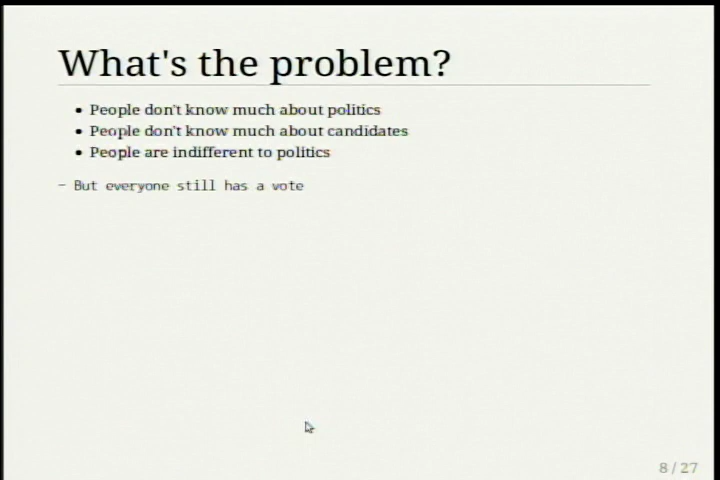 What's the problem?
• People don't know much about politics
• People don't know much about candidates
• People are indifferent to politics
− But everyone still has a vote
8 / 27